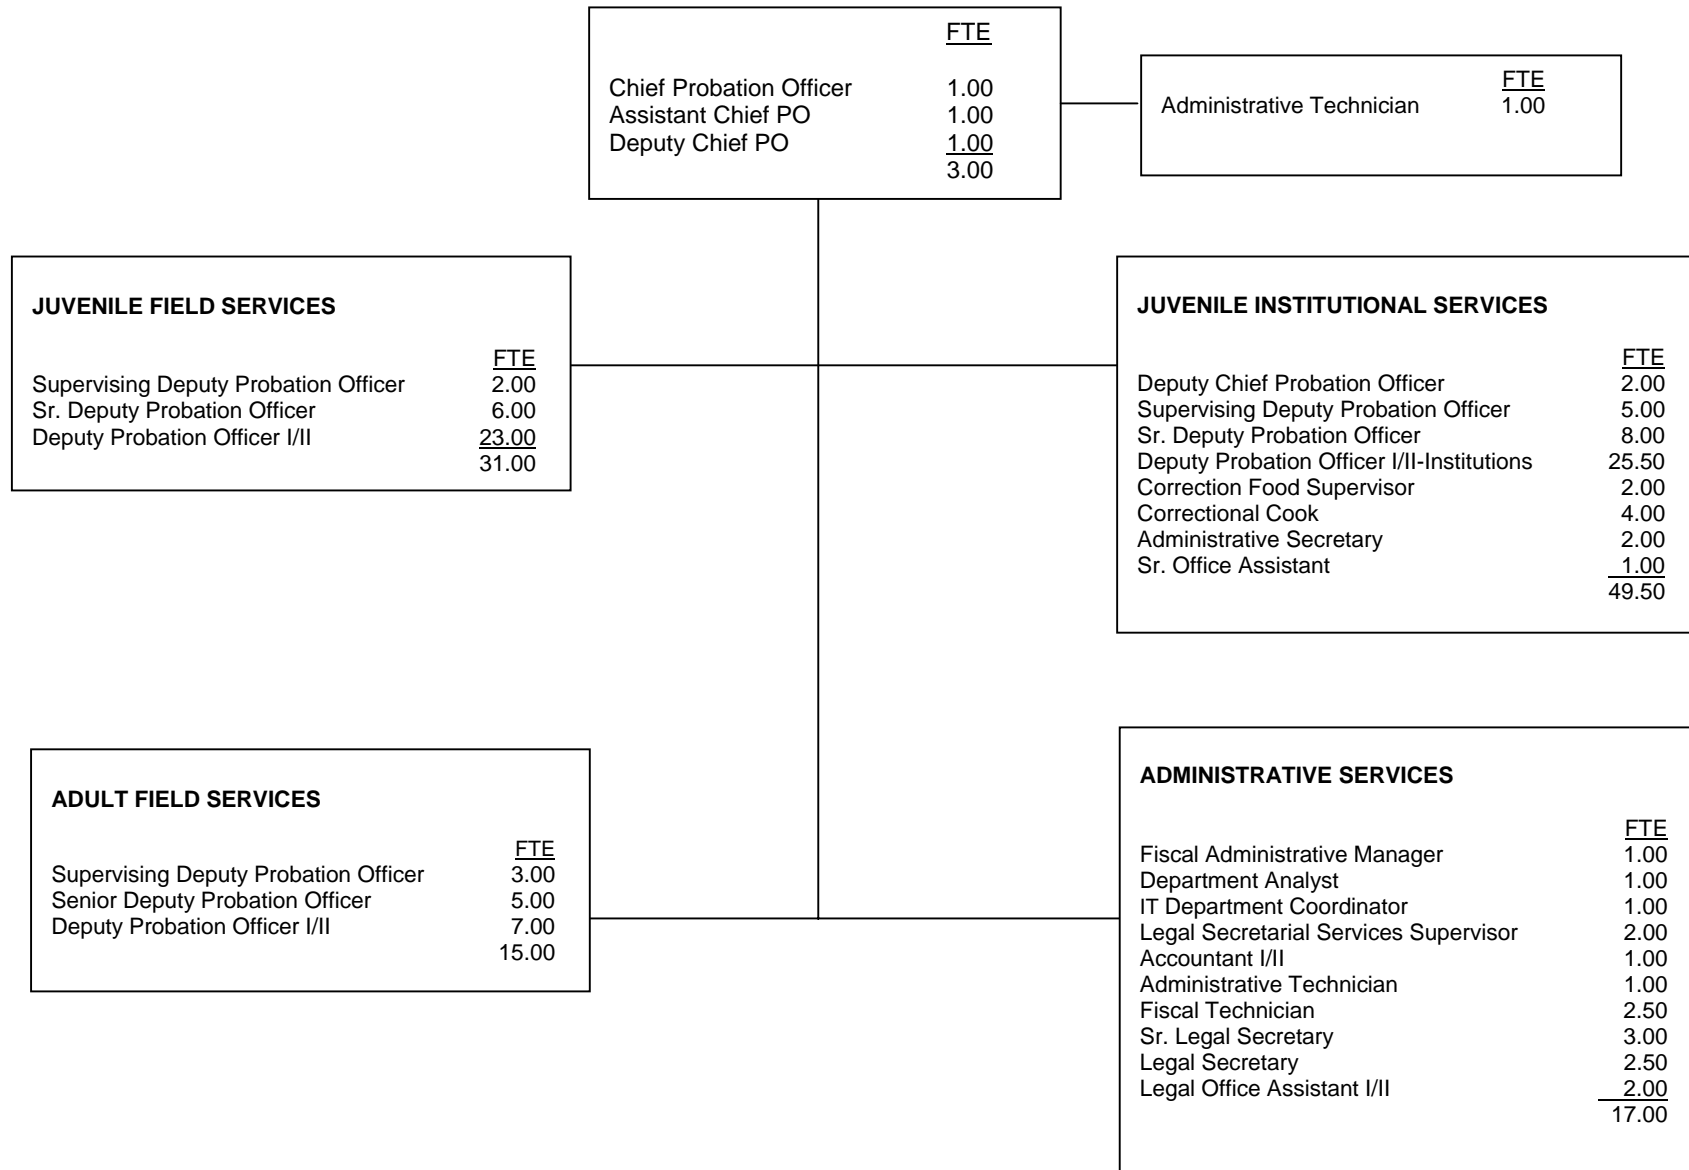 FTE
Chief Probation Officer 1.00
Assistant Chief PO 1.00
Deputy Chief PO 1.00
3.00
FTE
Administrative Technician 1.00
JUVENILE FIELD SERVICES
FTE
Supervising Deputy Probation Officer 2.00
Sr. Deputy Probation Officer 6.00
Deputy Probation Officer I/II 23.00
31.00
JUVENILE INSTITUTIONAL SERVICES
FTE
Deputy Chief Probation Officer 2.00
Supervising Deputy Probation Officer 5.00
Sr. Deputy Probation Officer 8.00
Deputy Probation Officer I/II-Institutions 25.50
Correction Food Supervisor 2.00
Correctional Cook 4.00
Administrative Secretary 2.00
Sr. Office Assistant 1.00
49.50
ADULT FIELD SERVICES
FTE
Supervising Deputy Probation Officer 3.00
Senior Deputy Probation Officer 5.00
Deputy Probation Officer I/II 7.00
15.00
ADMINISTRATIVE SERVICES
FTE
Fiscal Administrative Manager 1.00
Department Analyst 1.00
IT Department Coordinator 1.00
Legal Secretarial Services Supervisor 2.00
Accountant I/II 1.00
Administrative Technician 1.00
Fiscal Technician 2.50
Sr. Legal Secretary 3.00
Legal Secretary 2.50
Legal Office Assistant I/II 2.00
17.00